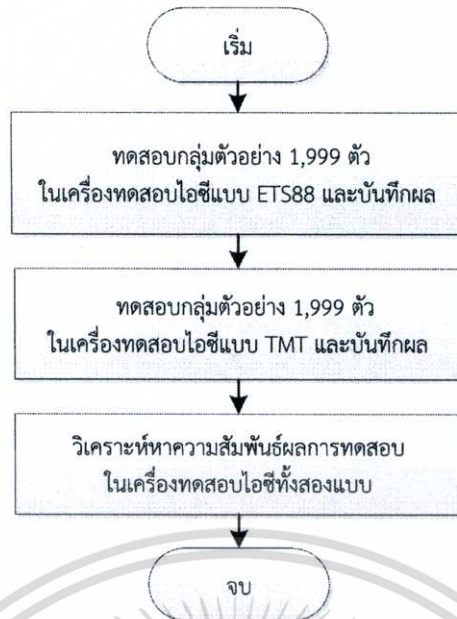 เริ่ม
ทดสอบกลุ่มตัวอย่าง 1,999 ตัว
ในเครื่องทดสอบไอซีแบบ ETS88 และบันทึกผล
ทดสอบกลุ่มตัวอย่าง 1,999 ตัว
ในเครื่องทดสอบไอซีแบบ TMT และบันทึกผล
วิเคราะห์หาความสัมพันธ์ผลการทดสอบ
ในเครื่องทดสอบไอซีทั้งสองแบบ
จบ